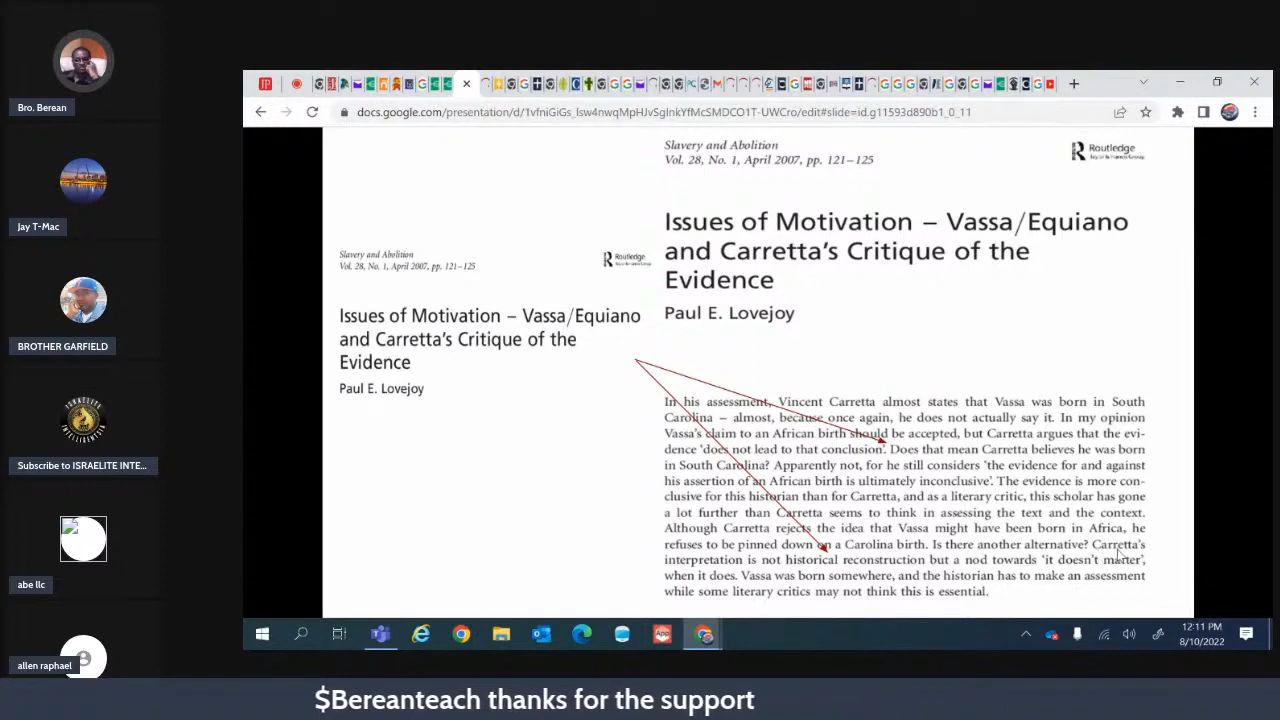 Bro. Berean
Jay T-Mac
BROTHER GARFIELD
ISRAELITE
INTELLIGENSIA
Subscribe to ISRAELITE INTE...
abe llc
allen raphael
docs.google.com/presentation/d/1vfniGiGs_lsw4nwqMpHJvSgInkYfMcSMDCO1T-UWCro/edit#slide=id.g11593d890b1_0_11
Slavery and Abolition
Vol. 28, No. 1, April 2007, pp. 121–125
Routledge
Issues of Motivation – Vassa/Equiano
and Carretta's Critique of the
Evidence
Paul E. Lovejoy
Slavery and Abolition
Vol. 28, No. 1, April 2007, pp. 121–125
Routledge
Taylor & Francis Group
Issues of Motivation – Vassa/Equiano
and Carretta's Critique of the
Evidence
Paul E. Lovejoy
In his assessment, Vincent Carretta almost states that Vassa was born in South
Carolina – almost, because once again, he does not actually say it. In my opinion
Vassa's claim to an African birth should be accepted, but Carretta argues that the evi-
dence 'does not lead to that conclusion'. Does that mean Carretta believes he was born
in South Carolina? Apparently not, for he still considers 'the evidence for and against
his assertion of an African birth is ultimately inconclusive'. The evidence is more con-
clusive for this historian than for Carretta, and as a literary critic, this scholar has gone
a lot further than Carretta seems to think in assessing the text and the context.
Although Carretta rejects the idea that Vassa might have been born in Africa, he
refuses to be pinned down on a Carolina birth. Is there another alternative? Carretta's
interpretation is not historical reconstruction but a nod towards 'it doesn't matter',
when it does. Vassa was born somewhere, and the historian has to make an assessment
while some literary critics may not think this is essential.
App
12:11 PM
8/10/2022
$Bereanteach thanks for the support